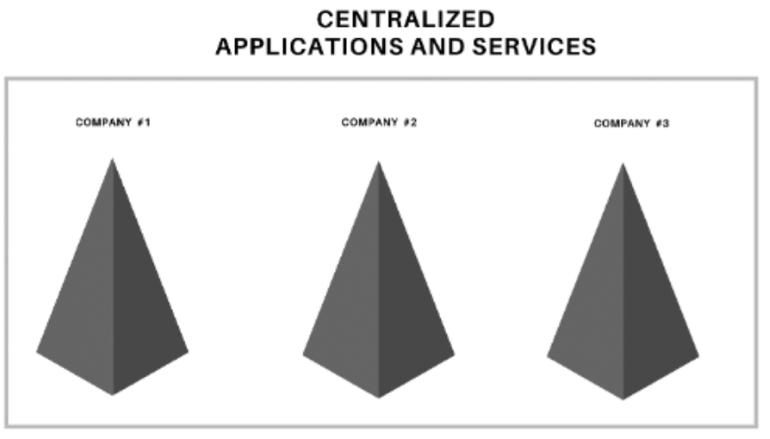 CENTRALIZED
APPLICATIONS AND SERVICES
COMPANY #1
COMPANY #2
COMPANY #3